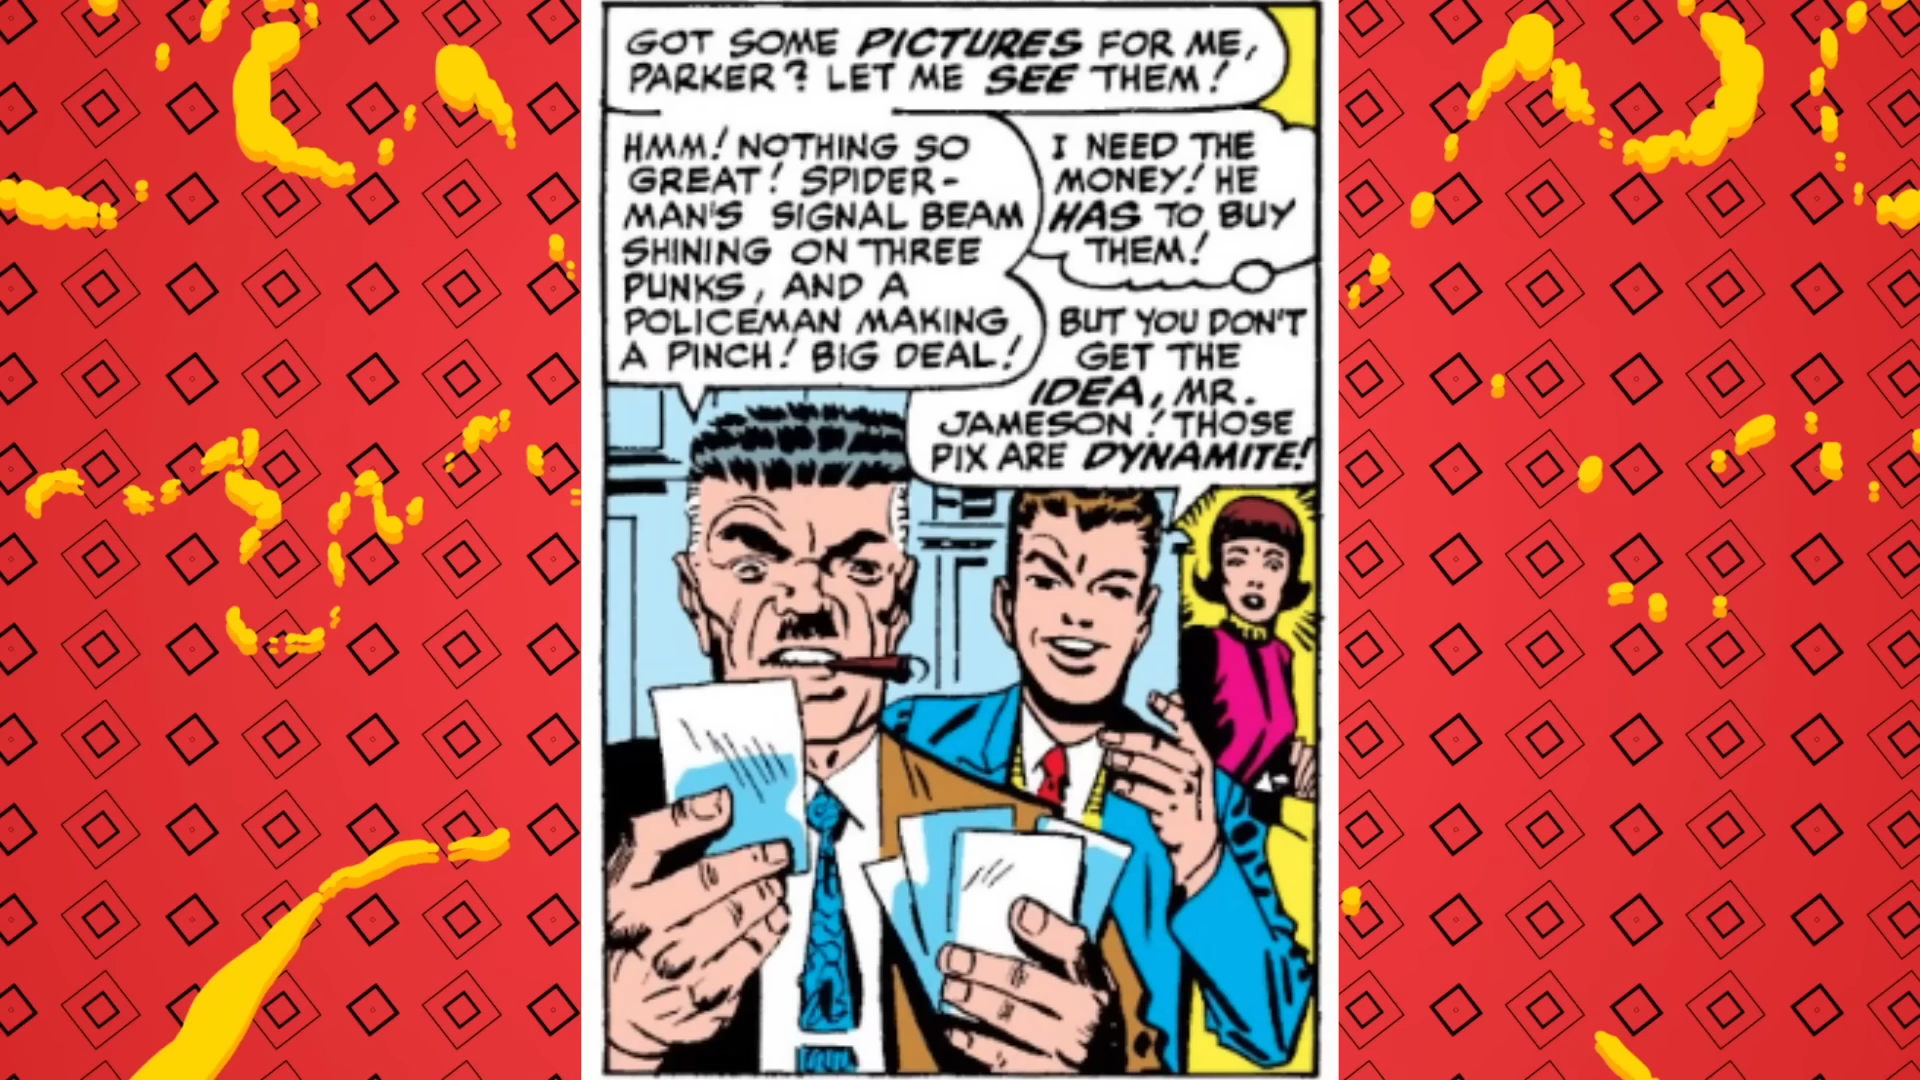 GOT SOME PICTURES FOR ME,
PARKER? LET ME SEE THEM!
HMM! NOTHING SO
GREAT! SPIDER-
MAN'S SIGNAL BEAM
SHINING ON THREE
PUNKS, AND A
POLICEMAN MAKING
A PINCH! BIG DEAL!
I NEED THE
MONEY! HE
HAS TO BUY
THEM!
BUT YOU DON'T
GET THE
IDEA, MR.
JAMESON! THOSE
PIX ARE DYNAMITE!